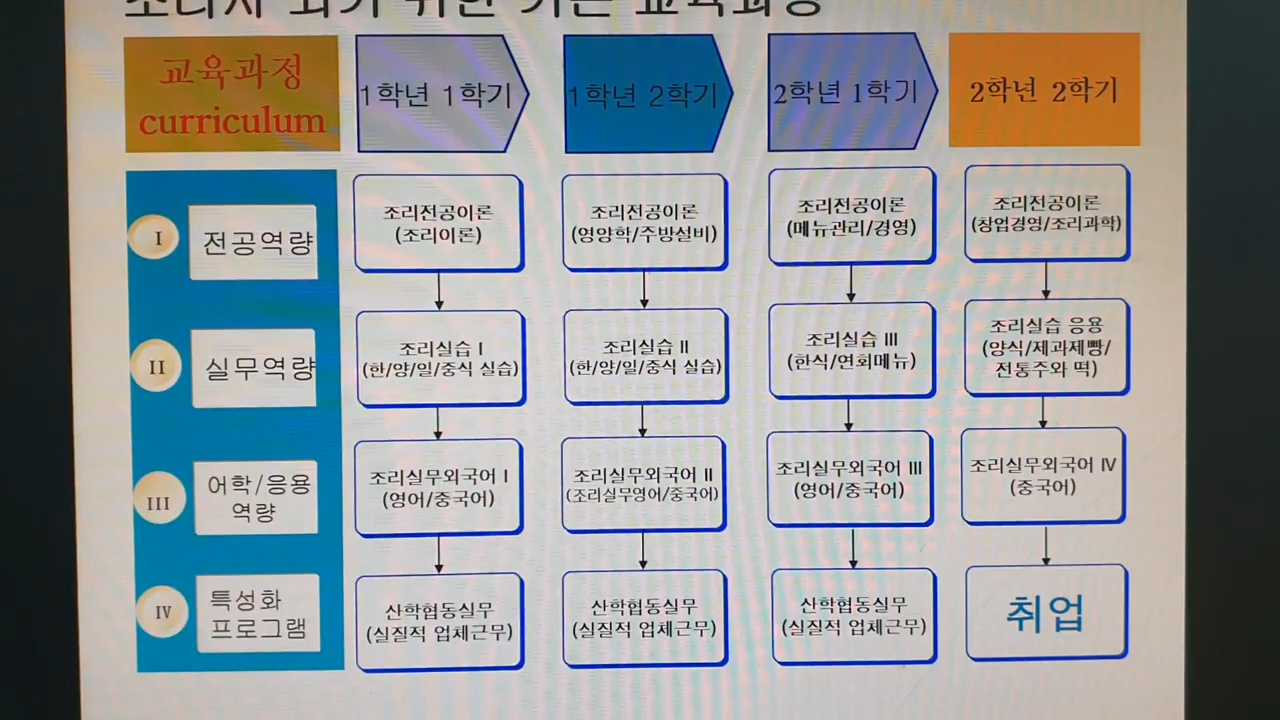 조리사 되기 위한 기본 교육과정
교육과정
curriculum
1학년 1학기
1학년 2학기
2학년 1학기
2학년 2학기
I
전공역량
조리전공이론
(조리이론)
조리전공이론
(영양학/주방설비)
조리전공이론
(메뉴관리/경영)
조리전공이론
(창업경영/조리과학)
II
실무역량
조리실습 I
(한/양/일/중식 실습)
조리실습 II
(한/양/일/중식 실습)
조리실습 III
(한식/연회메뉴)
조리실습 응용
(양식/제과제빵/
전통주와 떡)
III
어학/응용
역량
조리실무외국어 I
(영어/중국어)
조리실무외국어 II
(조리실무영어/중국어)
조리실무외국어 III
(영어/중국어)
조리실무외국어 IV
(중국어)
IV
특성화
프로그램
산학협동실무
(실질적 업체근무)
산학협동실무
(실질적 업체근무)
산학협동실무
(실질적 업체근무)
취업